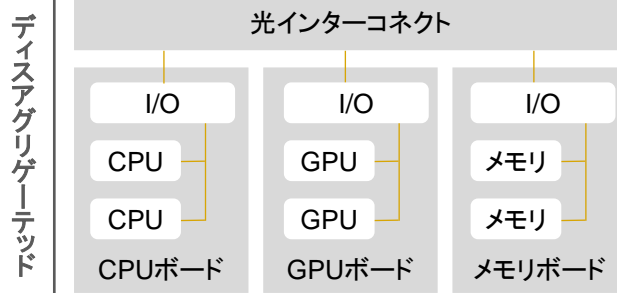 ディスアグリゲーテッド
光インターコネクト
I/O
CPU
CPU
CPUボード
I/O
GPU
GPU
GPUボード
I/O
メモリ
メモリ
メモリボード